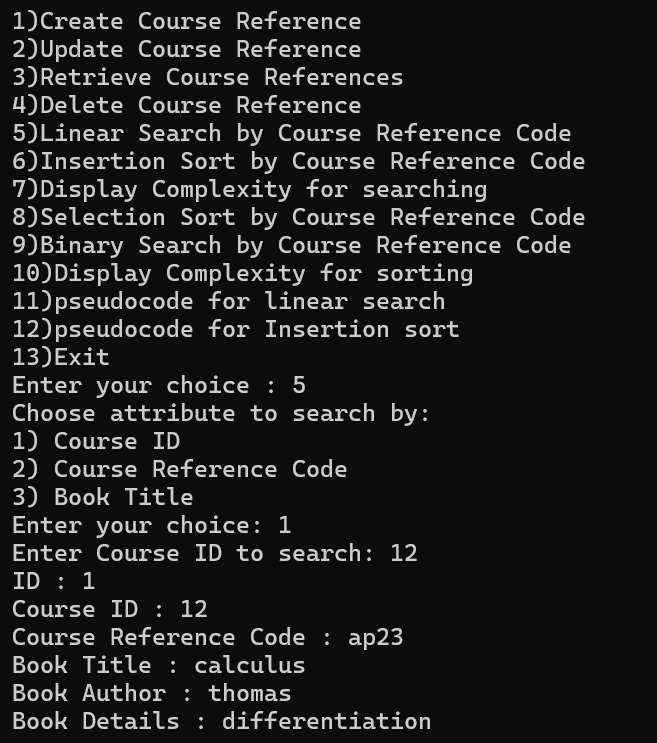 1)Create Course Reference
2)Update Course Reference
3)Retrieve Course References
4)Delete Course Reference
5)Linear Search by Course Reference Code
6)Insertion Sort by Course Reference Code
7)Display Complexity for searching
8)Selection Sort by Course Reference Code
9)Binary Search by Course Reference Code
10)Display Complexity for sorting
11)pseudocode for linear search
12)pseudocode for Insertion sort
13)Exit
Enter your choice : 5
Choose attribute to search by:
1) Course ID
2) Course Reference Code
3) Book Title
Enter your choice: 1
Enter Course ID to search: 12
ID : 1
Course ID : 12
Course Reference Code : ap23
Book Title : calculus
Book Author : thomas
Book Details : differentiation